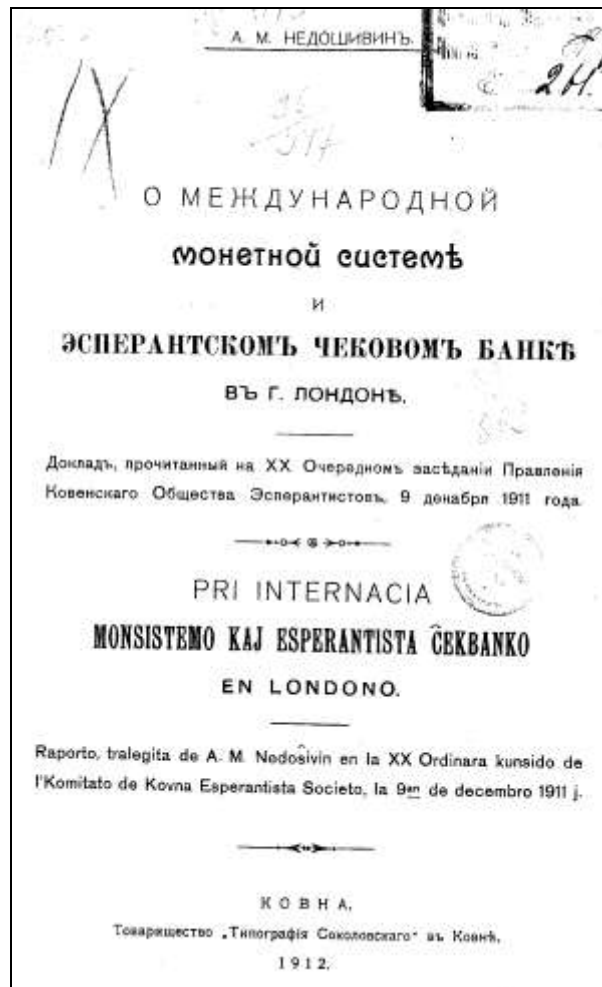 А. М. НЕДОШИВИНЪ.
24.
О МЕЖДУНАРОДНОЙ
монетной системѣ
И
ЭСПЕРАНТСКОМЪ ЧЕКОВОМЪ БАНКѢ
ВЪ Г. ЛОНДОНѢ.
Докладъ, прочитанный на XX Очередномъ засѣданіи Правленія
Ковенскаго Общества Эсперантистовъ, 9 декабря 1911 года
PRI INTERNACIA
MONSISTEMO KAJ ESPERANTISTA ĈEKBANKO
EN LONDONO.
Raporto, tralegita de A. M. Nedoŝivin en la XX Ordinara kunsido de
l'Komitato de Kovna Esperantista Societo, la 9an de decembro 1911 j.
КОВНА.
Товарищество „Типографія Соколовскаго" въ Ковнѣ.
1912.